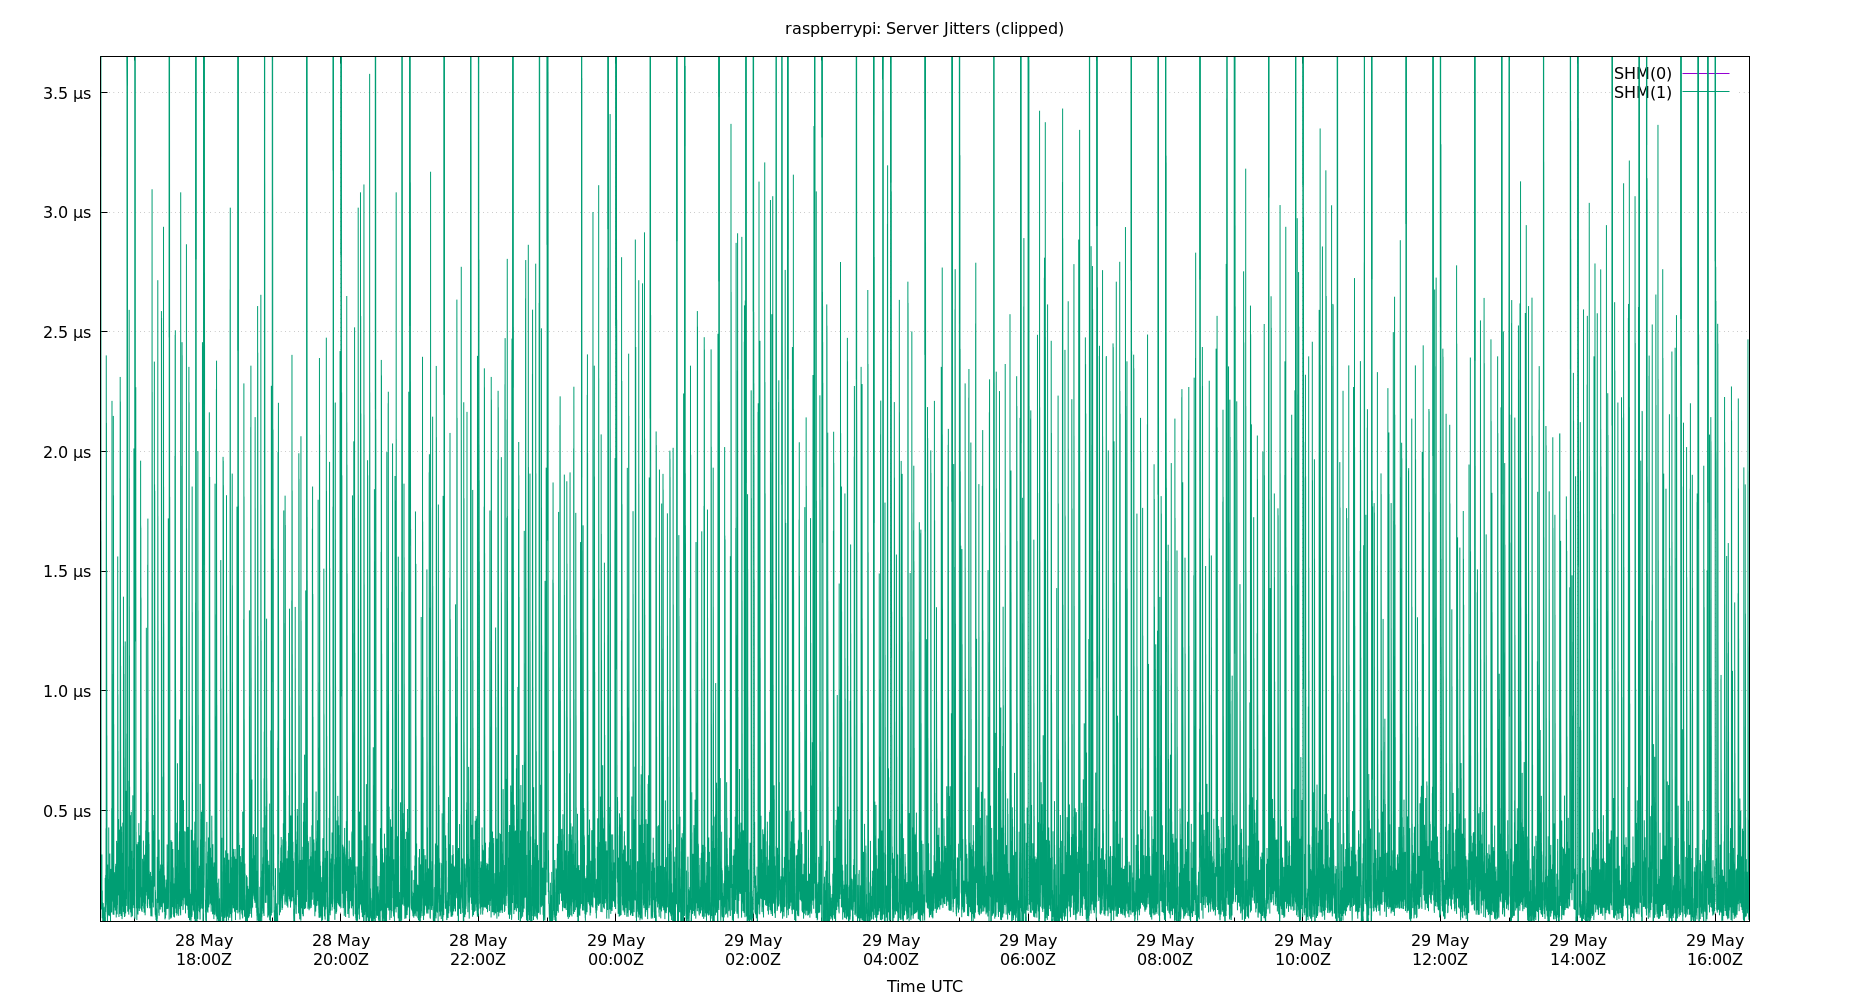 raspberrypi: Server Jitters (clipped)
SHM(0)
SHM(1)
3.5 µs
3.0 µs
2.5 µs
2.0 µs
1.5 µs
1.0 µs
0.5 µs
28 May 28 May 28 May 29 May 29 May 29 May 29 May 29 May 29 May 29 May 29 May 29 May
18:00Z 20:00Z 22:00Z 00:00Z 02:00Z 04:00Z 06:00Z 08:00Z 10:00Z 12:00Z 14:00Z 16:00Z
Time UTC